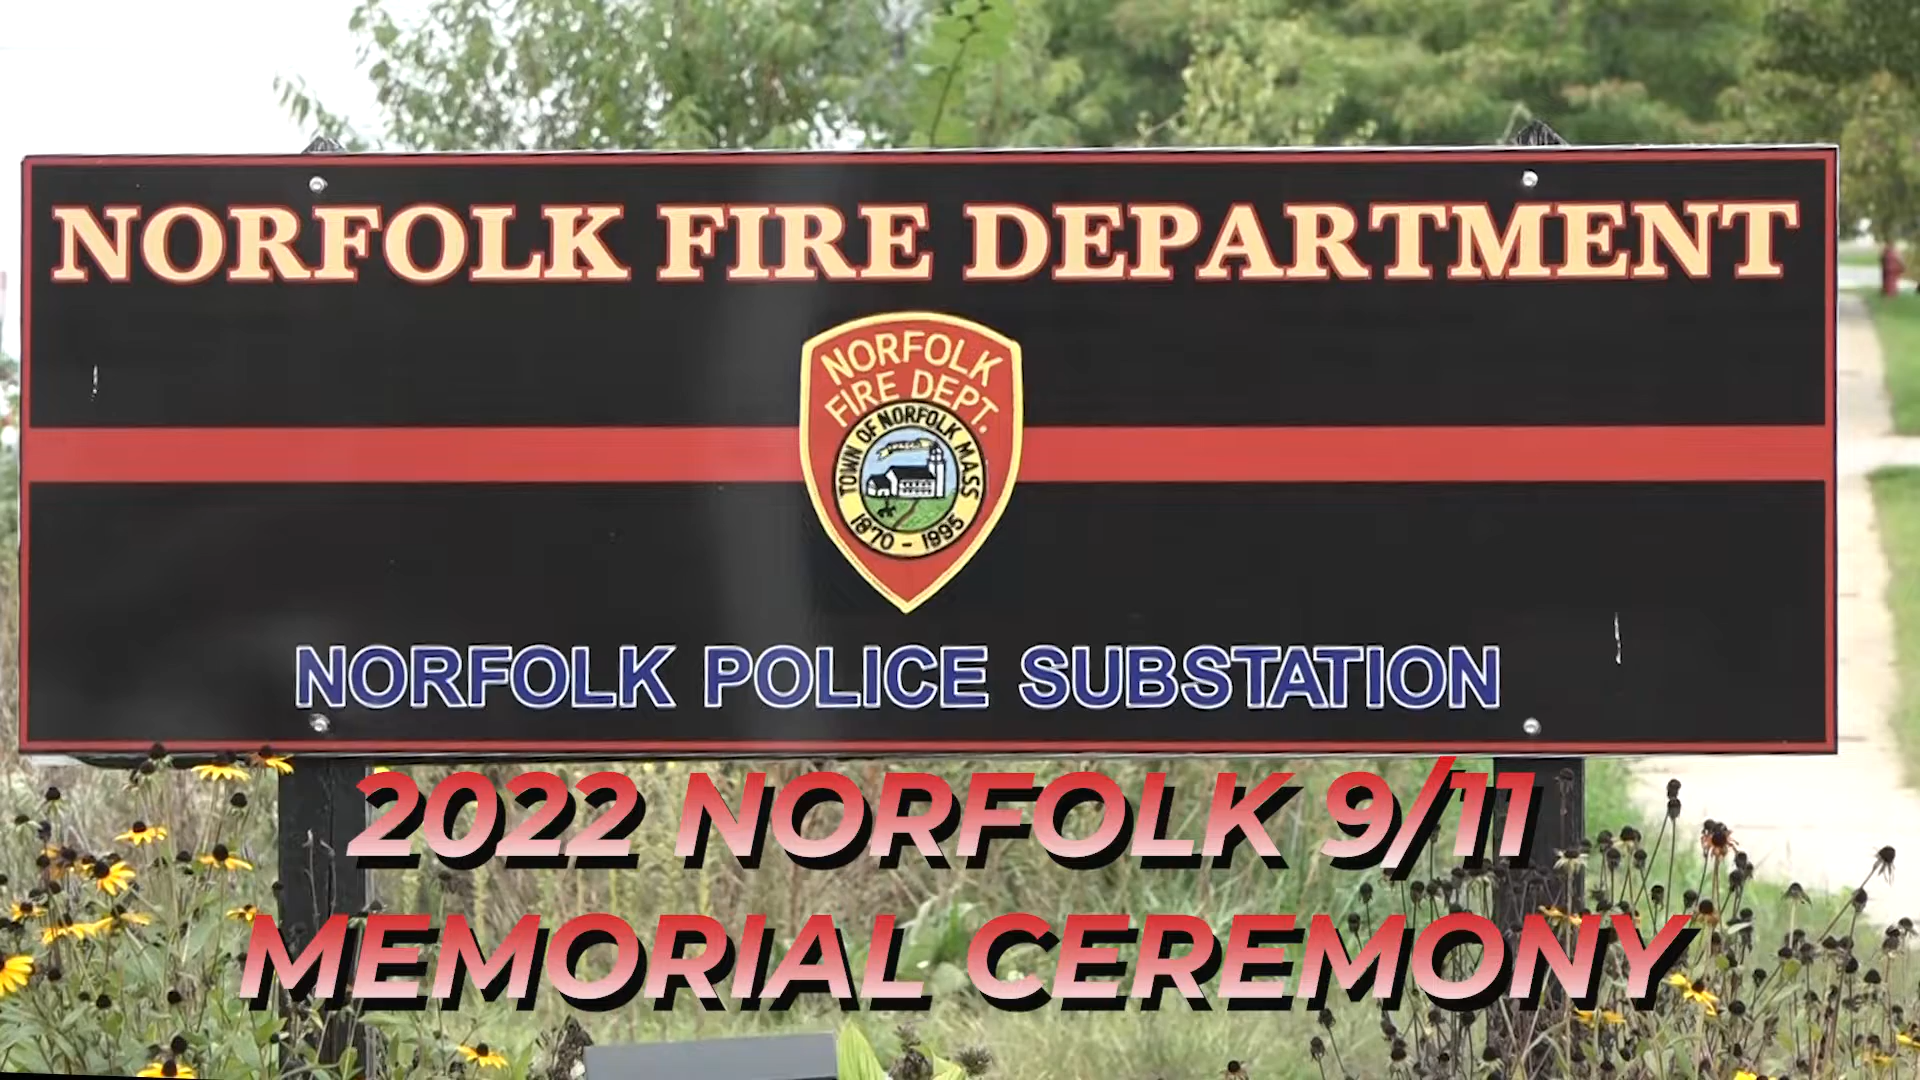 NORFOLK FIRE DEPARTMENT
NORFOLK
FIRE DEPT.
TOWN OF NORFOLK MASS
1870 - 1995
NORFOLK POLICE SUBSTATION
2022 NORFOLK 9/11
MEMORIAL CEREMONY